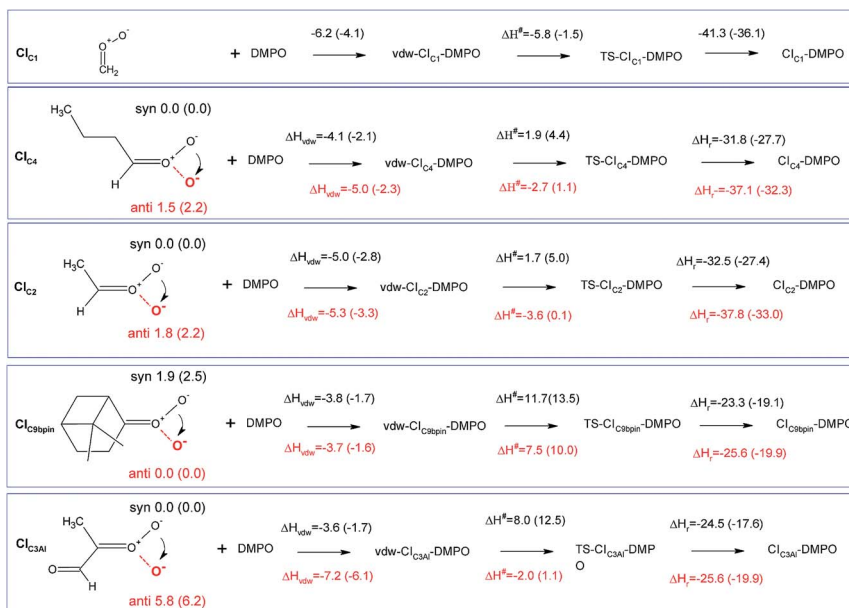 CI_C1
O⁺ O⁻
CH₂
+ DMPO
-6.2 (-4.1)
vdw-CI_C1-DMPO
ΔH^#=-5.8 (-1.5)
TS-CI_C1-DMPO
-41.3 (-36.1)
CI_C1-DMPO
syn 0.0 (0.0)
CI_C4
H₃C
H
O⁺ O⁻
O⁻
anti 1.5 (2.2)
+ DMPO
ΔH_vdw=-4.1 (-2.1)
ΔH_vdw=-5.0 (-2.3)
vdw-CI_C4-DMPO
ΔH^#=1.9 (4.4)
ΔH^#=-2.7 (1.1)
TS-CI_C4-DMPO
ΔH_r=-31.8 (-27.7)
ΔH_r=-37.1 (-32.3)
CI_C4-DMPO
syn 0.0 (0.0)
CI_C2
H₃C
H
O⁺ O⁻
O⁻
anti 1.8 (2.2)
+ DMPO
ΔH_vdw=-5.0 (-2.8)
ΔH_vdw=-5.3 (-3.3)
vdw-CI_C2-DMPO
ΔH^#=1.7 (5.0)
ΔH^#=-3.6 (0.1)
TS-CI_C2-DMPO
ΔH_r=-32.5 (-27.4)
ΔH_r=-37.8 (-33.0)
CI_C2-DMPO
syn 1.9 (2.5)
CI_C9bpin
O⁺ O⁻
O⁻
anti 0.0 (0.0)
+ DMPO
ΔH_vdw=-3.8 (-1.7)
ΔH_vdw=-3.7 (-1.6)
vdw-CI_C9bpin-DMPO
ΔH^#=11.7(13.5)
ΔH^#=7.5 (10.0)
TS-CI_C9bpin-DMPO
ΔH_r=-23.3 (-19.1)
ΔH_r=-25.6 (-19.9)
CI_C9bpin-DMPO
syn 0.0 (0.0)
CI_C3Al
H₃C
O
H
O⁺ O⁻
O⁻
anti 5.8 (6.2)
+ DMPO
ΔH_vdw=-3.6 (-1.7)
ΔH_vdw=-7.2 (-6.1)
vdw-CI_C3Al-DMPO
ΔH^#=8.0 (12.5)
ΔH^#=-2.0 (1.1)
TS-CI_C3Al-DMP
O
ΔH_r=-24.5 (-17.6)
ΔH_r=-25.6 (-19.9)
CI_C3Al-DMPO